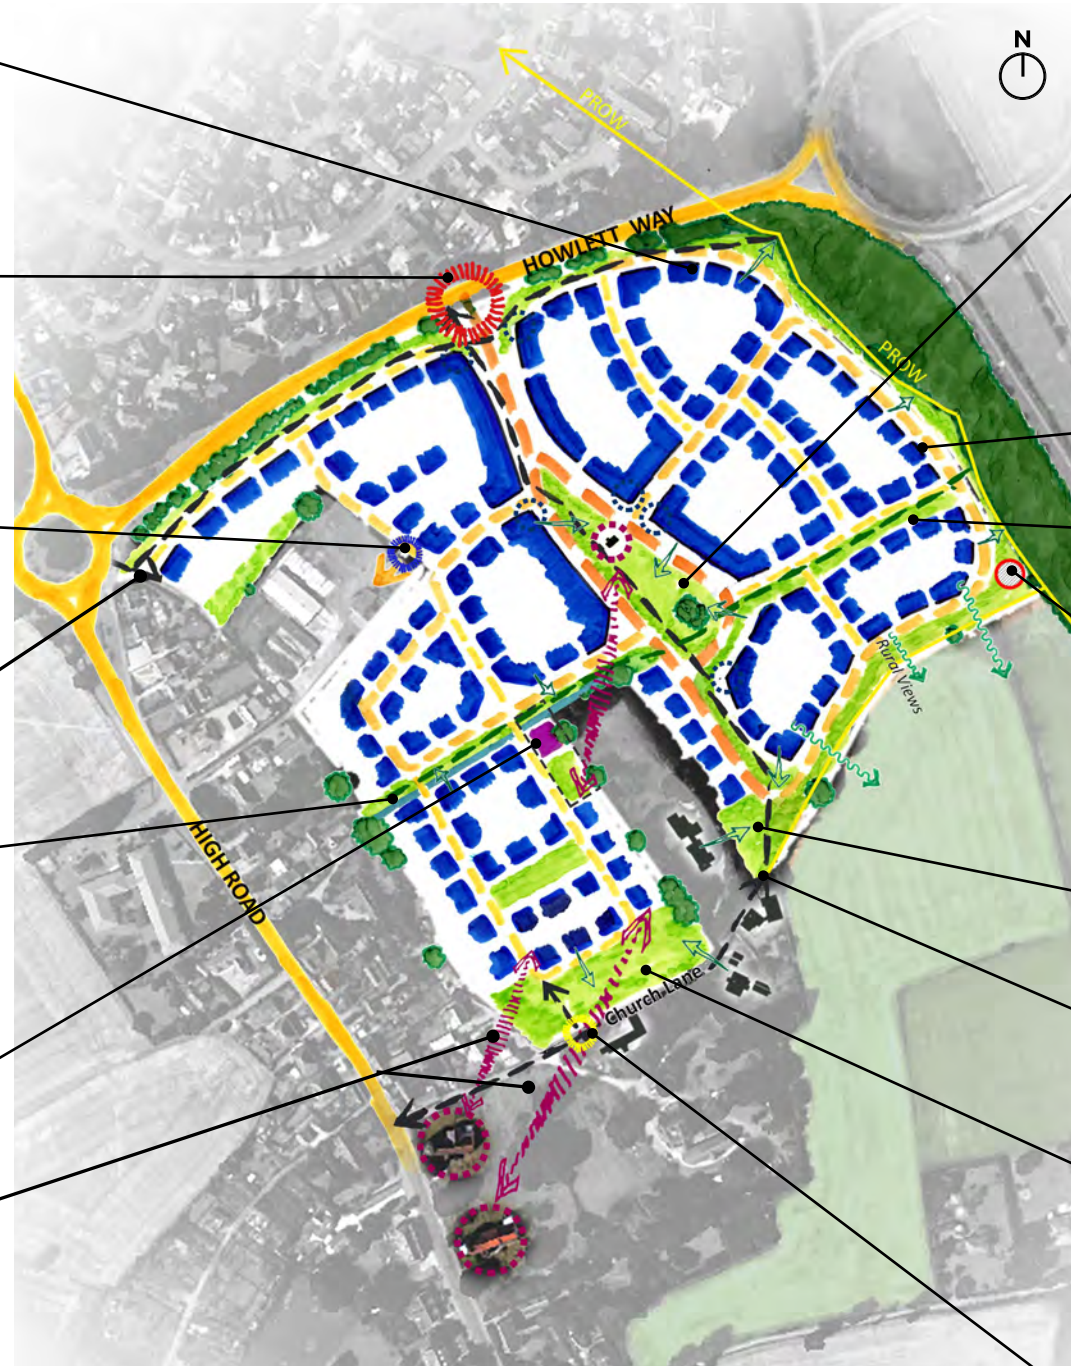 N
PROW
HOWLETT WAY
PROW
Rural Views
HIGH ROAD
Church Lane